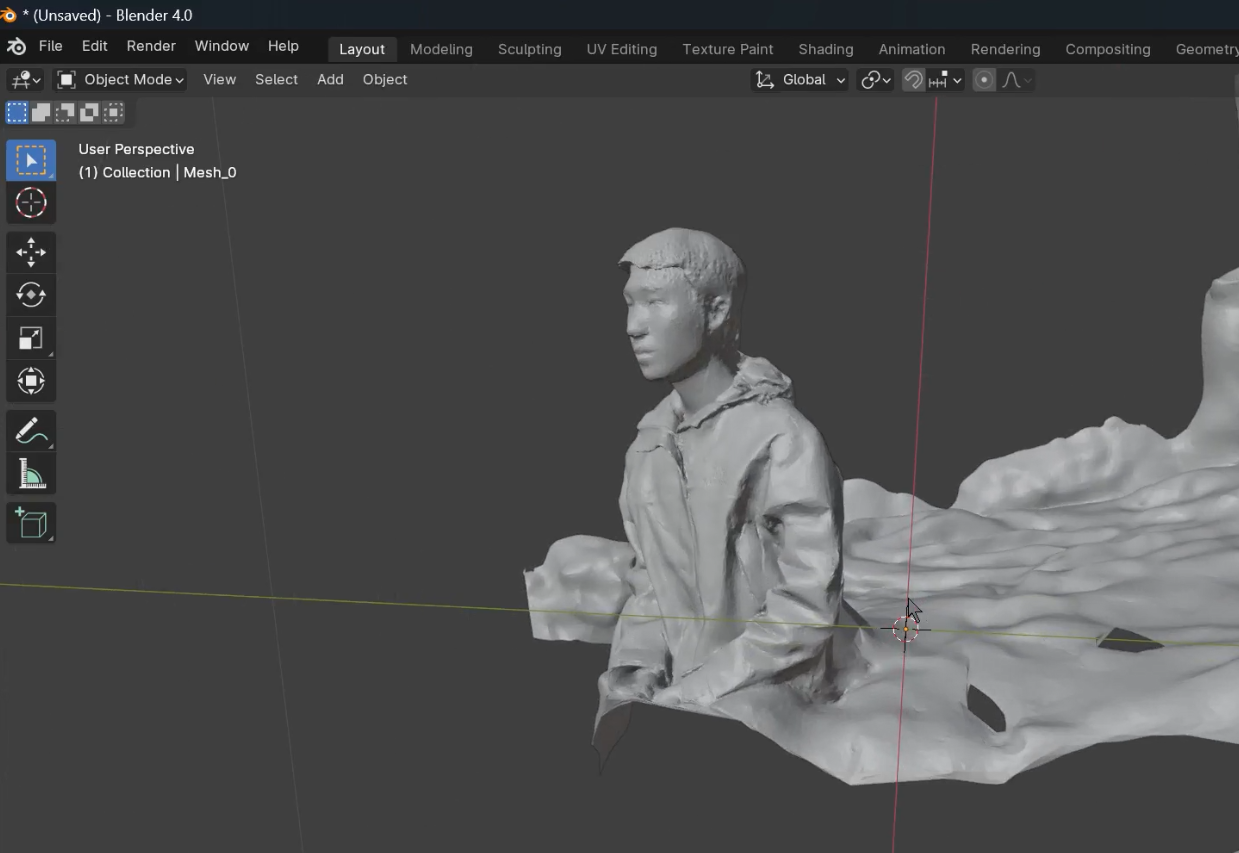 * (Unsaved) - Blender 4.0
File Edit Render Window Help Layout Modeling Sculpting UV Editing Texture Paint Shading Animation Rendering Compositing Geometry
Object Mode View Select Add Object Global
User Perspective
(1) Collection | Mesh_0